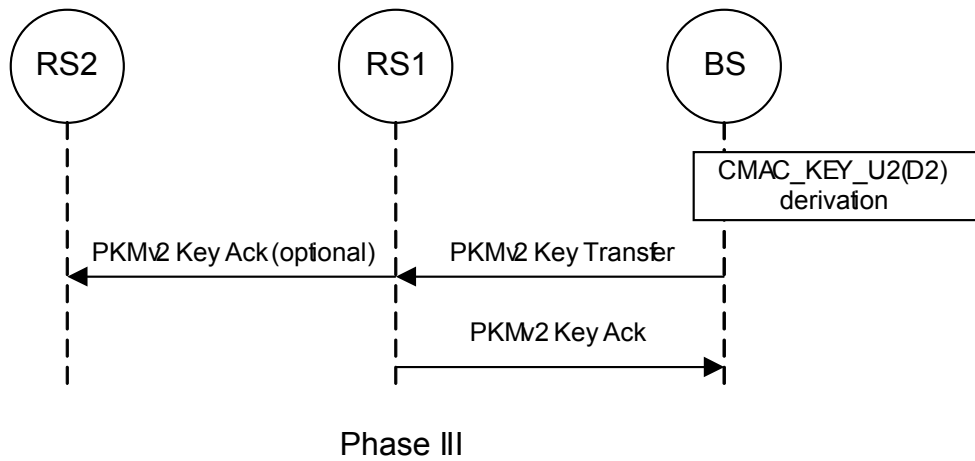 RS2
RS1
BS
CMAC_KEY_U2(D2)
derivation
PKMv2 Key Ack (optional)
PKMv2 Key Transfer
PKMv2 Key Ack
Phase III